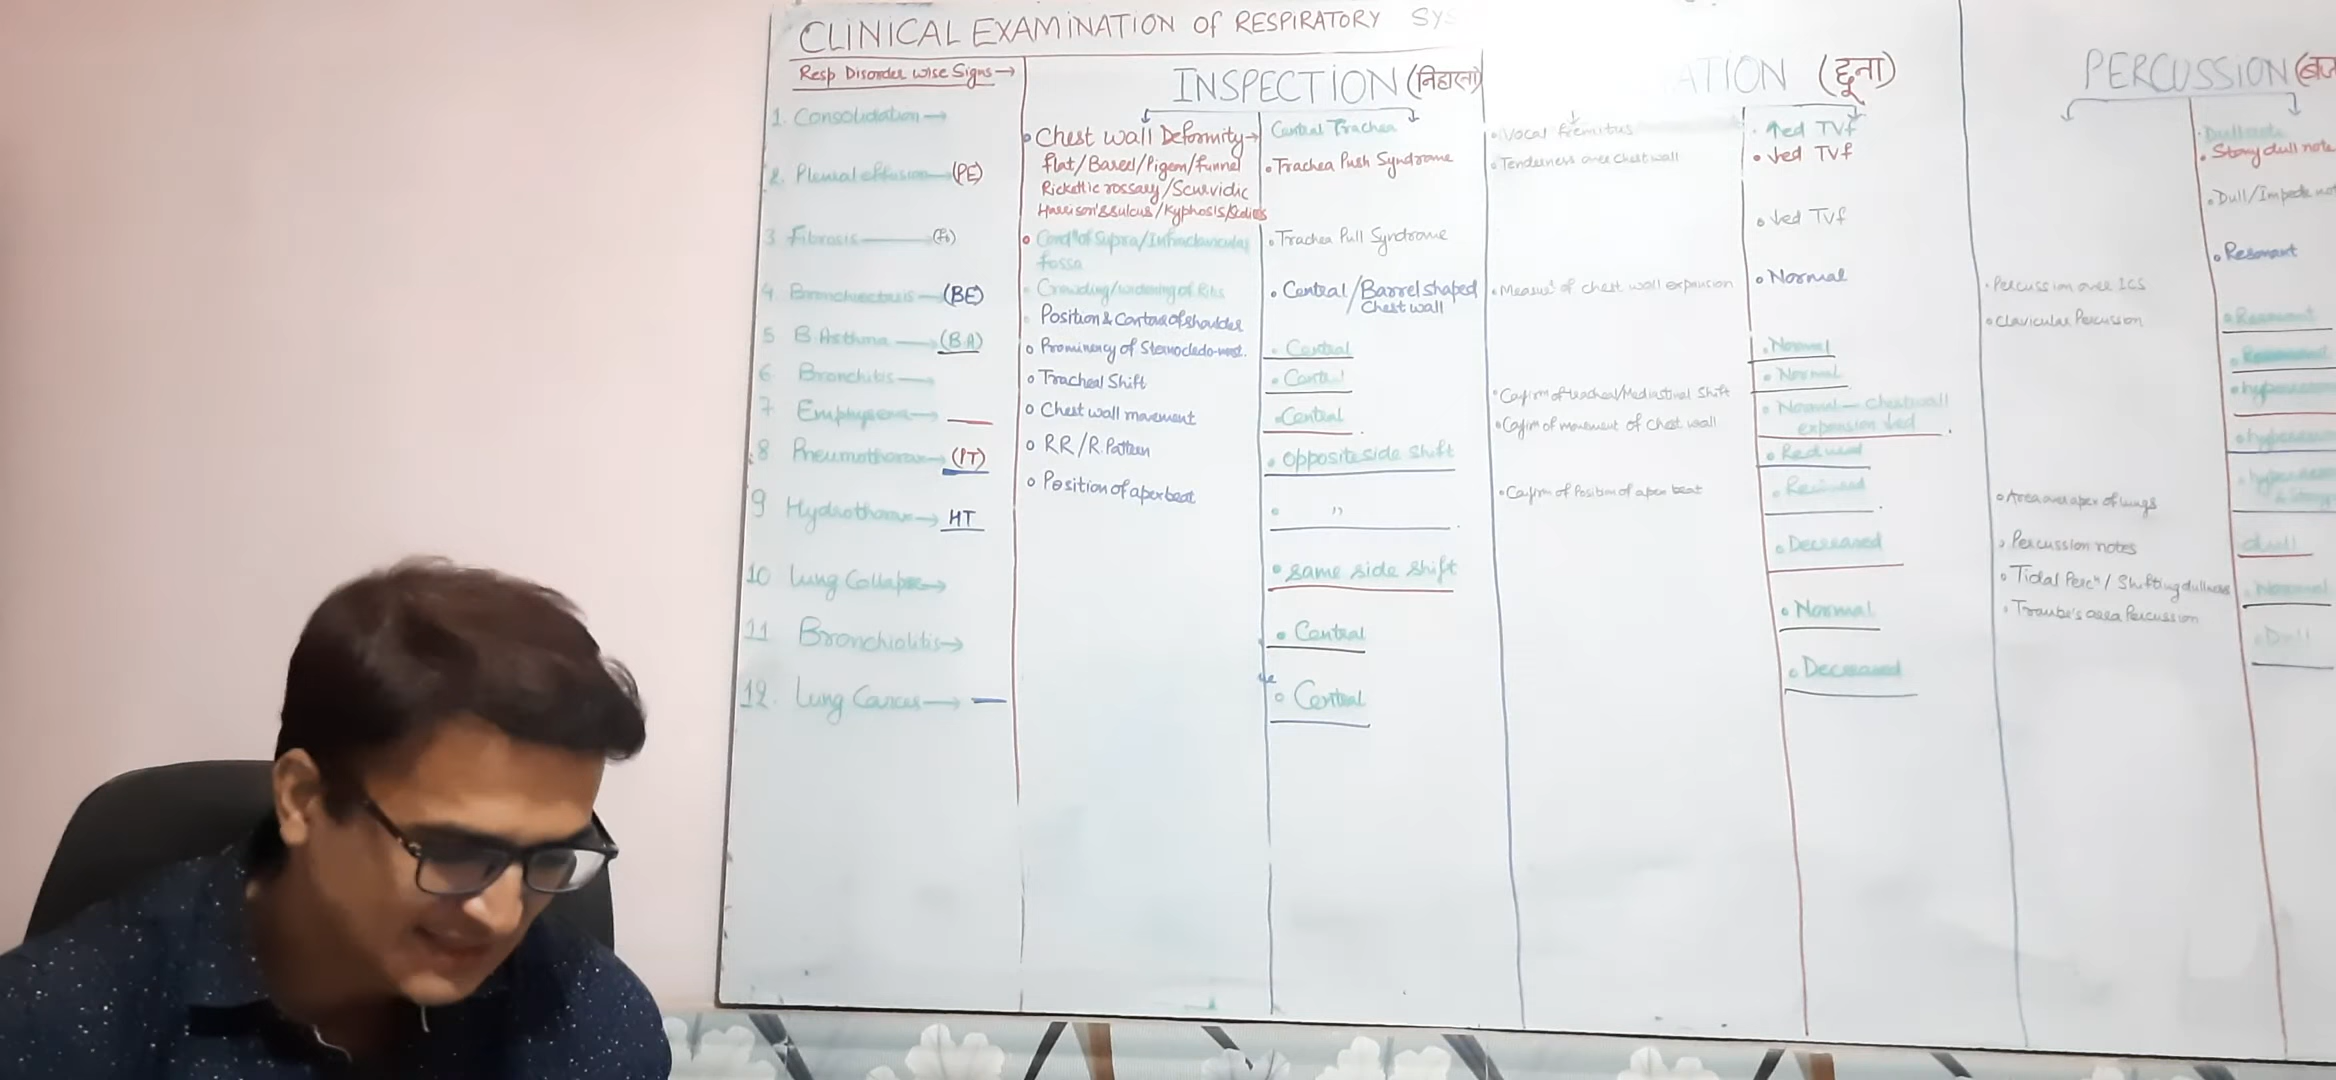 CLINICAL EXAMINATION of RESPIRATORY SYS
Resp Disorder wise Signs→
1. Consolidation→
2. Pleural effusion→(PE)
3 Fibrosis (Fb)
4. Bronchiectasis→(BE)
5 B. Asthma→(BA)
6 Bronchitis→
7 Emphysema→
8 Pneumothorax→(PT)
9 Hydrothorax→HT
10 Lung Collapse→
11 Bronchiolitis→
12. Lung Cancer→
INSPECTION (निहारना)
Chest wall Deformity→
flat/Barrel/Pigeon/funnel
Rickettic rossary/Scurvidic
Harrison's sulcus/Kyphosis/
Condⁿ of Supra/Infraclavicular
fossa
Crowding/widening of Ribs
Position & Contour of shoulder
Prominency of Sternocledo-mast.
Tracheal Shift
Chest wall movement
RR/R.Pattern
Position of apex beat
Central Trachea
Trachea Push Syndrome
Trachea Pull Syndrome
Central/Barrel shaped
Chest wall
Central
Central
Central
Opposite side shift
"
Same side shift
Central
Central
ATION (छूना)
Vocal fremitus
Tenderness over Chest wall
Measuᵗ of chest wall expansion
Confirm of tracheal/Mediastinal Shift
Confirm of movement of chest wall
Confirm of Position of apex beat
↑ed TVf
↓ed TVf
↓ed TVf
Normal
Normal
Normal
Normal — chest wall
expansion ↓ed
Reduced
Reduced
Decreased
Normal
Decreased
PERCUSSION
Percussion over ICS
Clavicular Percussion
Area over apex of lungs
Percussion notes
Tidal Percⁿ/Shifting dullness
Traube's area Percussion
Dull note
Stony dull note
Dull/Impede
Resonant
Resonant
Resonant
dull
Normal
Dull